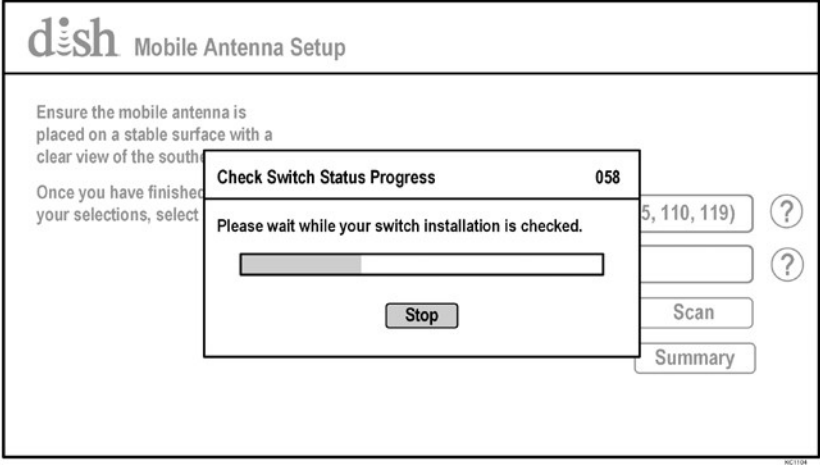 dish Mobile Antenna Setup
Ensure the mobile antenna is
placed on a stable surface with a
clear view of the southe
Once you have finished
your selections, select
Check Switch Status Progress 058
Please wait while your switch installation is checked.
Stop
5, 110, 119) ?
?
Scan
Summary
HC1104